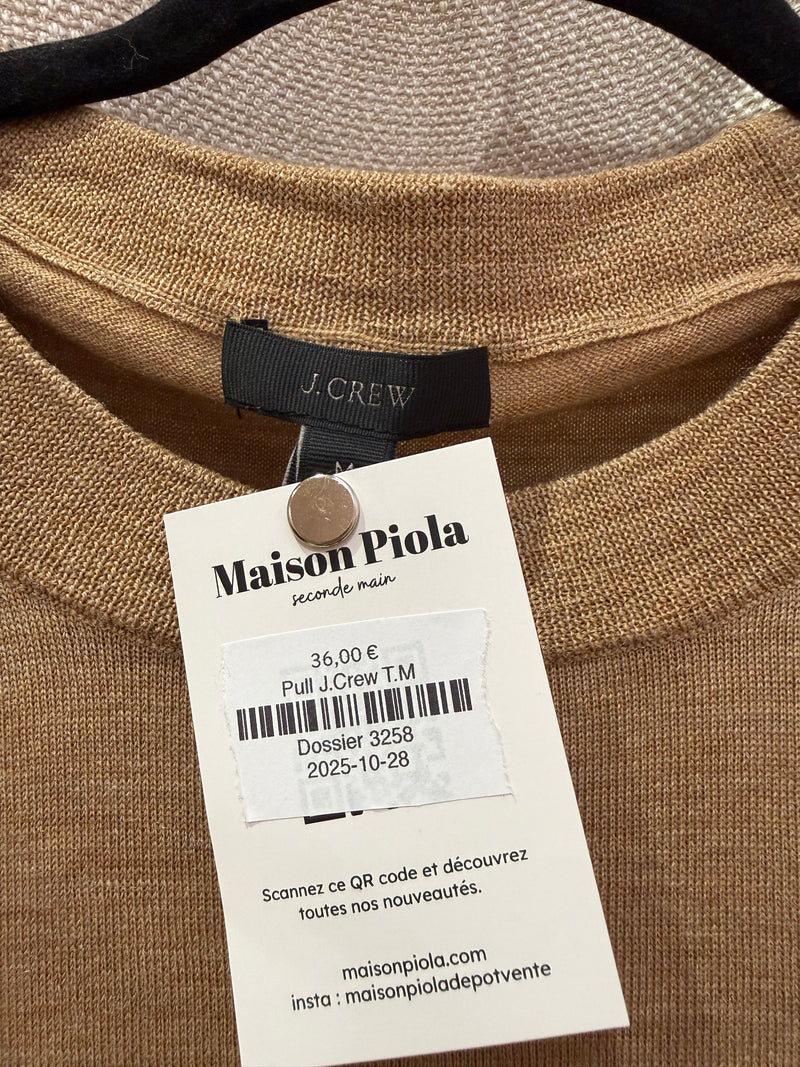 J.CREW
M
Maison Piola
seconde main
36,00 €
Pull J.Crew T.M
Dossier 3258
2025-10-28
Scannez ce QR code et découvrez
toutes nos nouveautés.
maisonpiola.com
insta : maisonpioladepotvente